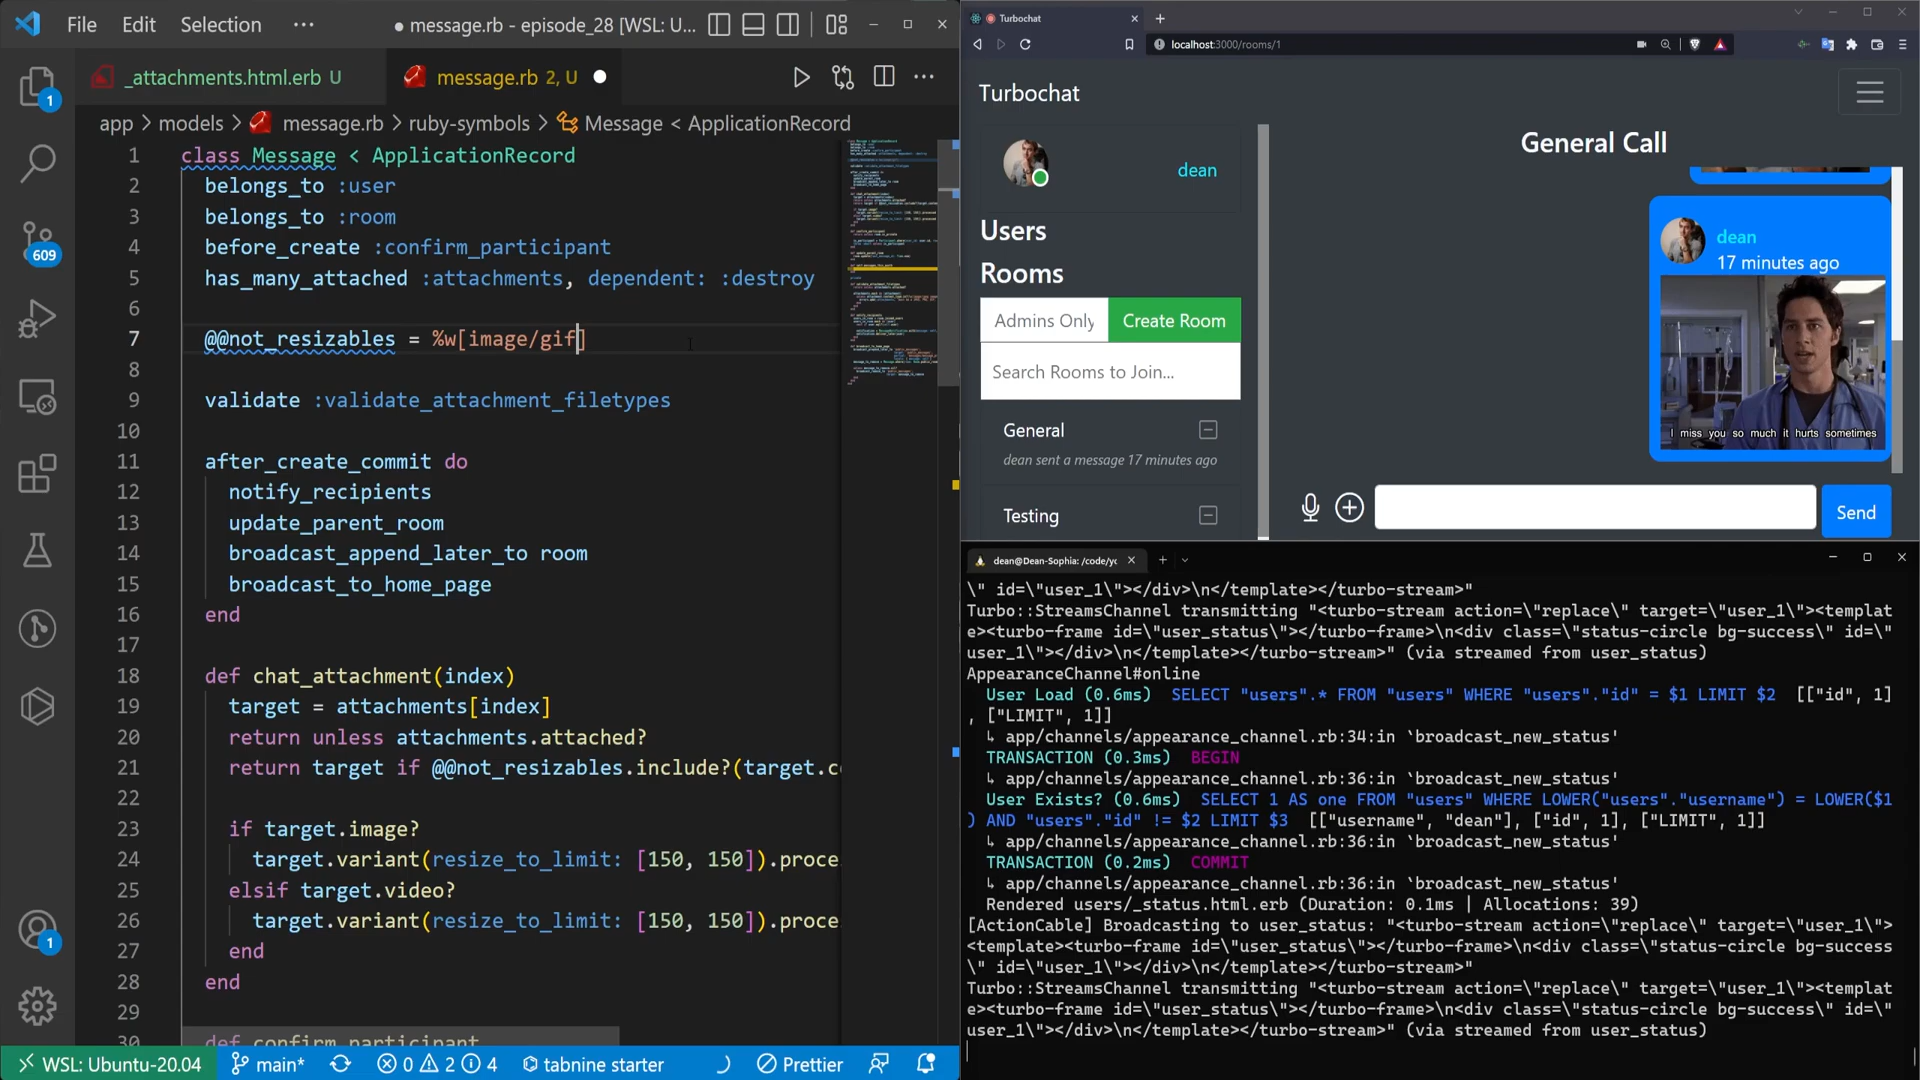 File Edit Selection ··· ● message.rb - episode_28 [WSL: U...
_attachments.html.erb U
message.rb 2, U
app > models > message.rb > ruby-symbols > Message < ApplicationRecord
1
609
1
1 class Message < ApplicationRecord
2 belongs_to :user
3 belongs_to :room
4 before_create :confirm_participant
5 has_many_attached :attachments, dependent: :destroy
6
7 @@not_resizables = %w[image/gif]
8
9 validate :validate_attachment_filetypes
10
11 after_create_commit do
12 notify_recipients
13 update_parent_room
14 broadcast_append_later_to room
15 broadcast_to_home_page
16 end
17
18 def chat_attachment(index)
19 target = attachments[index]
20 return unless attachments.attached?
21 return target if @@not_resizables.include?(target.co
22
23 if target.image?
24 target.variant(resize_to_limit: [150, 150]).proce
25 elsif target.video?
26 target.variant(resize_to_limit: [150, 150]).proce
27 end
28 end
29
30 def confirm_participant
WSL: Ubuntu-20.04 main* 0 2 4 tabnine starter Prettier
Turbochat
localhost:3000/rooms/1
Turbochat
dean
Users
Rooms
Admins Only
Create Room
Search Rooms to Join...
General
dean sent a message 17 minutes ago
Testing
General Call
dean
17 minutes ago
I miss you so much it hurts sometimes
Send
dean@Dean-Sophia: /code/yc
\" id=\"user_1\"></div>\n</template></turbo-stream>"
Turbo::StreamsChannel transmitting "<turbo-stream action=\"replace\" target=\"user_1\"><templat
e><turbo-frame id=\"user_status\"></turbo-frame>\n<div class=\"status-circle bg-success\" id=\"
user_1\"></div>\n</template></turbo-stream>" (via streamed from user_status)
AppearanceChannel#online
User Load (0.6ms) SELECT "users".* FROM "users" WHERE "users"."id" = $1 LIMIT $2 [["id", 1]
, ["LIMIT", 1]]
↳ app/channels/appearance_channel.rb:34:in `broadcast_new_status'
TRANSACTION (0.3ms) BEGIN
↳ app/channels/appearance_channel.rb:36:in `broadcast_new_status'
User Exists? (0.6ms) SELECT 1 AS one FROM "users" WHERE LOWER("users"."username") = LOWER($1
) AND "users"."id" != $2 LIMIT $3 [["username", "dean"], ["id", 1], ["LIMIT", 1]]
↳ app/channels/appearance_channel.rb:36:in `broadcast_new_status'
TRANSACTION (0.2ms) COMMIT
↳ app/channels/appearance_channel.rb:36:in `broadcast_new_status'
Rendered users/_status.html.erb (Duration: 0.1ms | Allocations: 39)
[ActionCable] Broadcasting to user_status: "<turbo-stream action=\"replace\" target=\"user_1\">
<template><turbo-frame id=\"user_status\"></turbo-frame>\n<div class=\"status-circle bg-success
\" id=\"user_1\"></div>\n</template></turbo-stream>"
Turbo::StreamsChannel transmitting "<turbo-stream action=\"replace\" target=\"user_1\"><templat
e><turbo-frame id=\"user_status\"></turbo-frame>\n<div class=\"status-circle bg-success\" id=\"
user_1\"></div>\n</template></turbo-stream>" (via streamed from user_status)